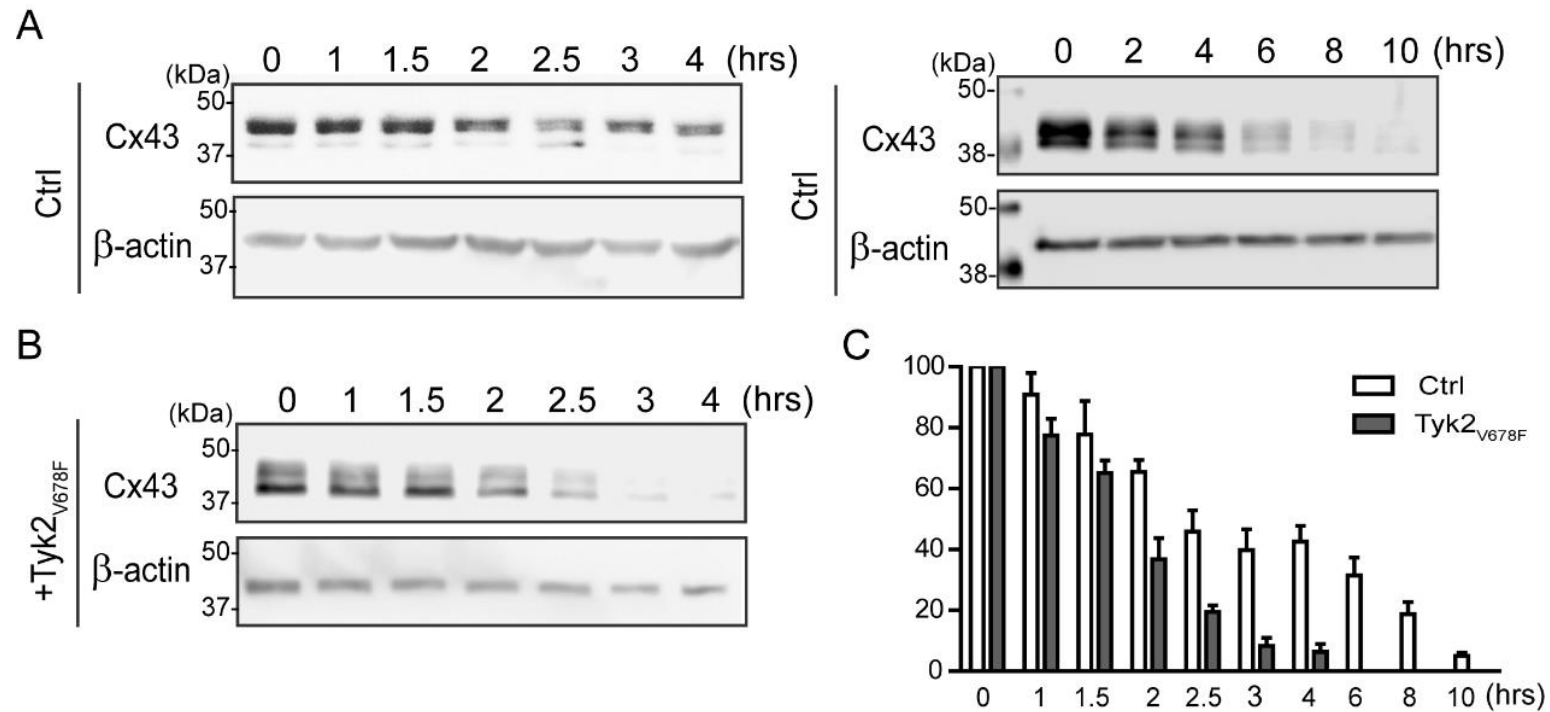 A
0 1 1.5 2 2.5 3 4 (hrs)
(kDa)
50-
Cx43
37-
Ctrl
50-
β-actin
37-
0 2 4 6 8 10 (hrs)
(kDa)
50-
Cx43
38-
Ctrl
50-
β-actin
38-
B
0 1 1.5 2 2.5 3 4 (hrs)
(kDa)
50-
Cx43
37-
+Tyk2V678F
50-
β-actin
37-
C
100
80
60
40
20
0
0 1 1.5 2 2.5 3 4 6 8 10 (hrs)
Ctrl
Tyk2V678F